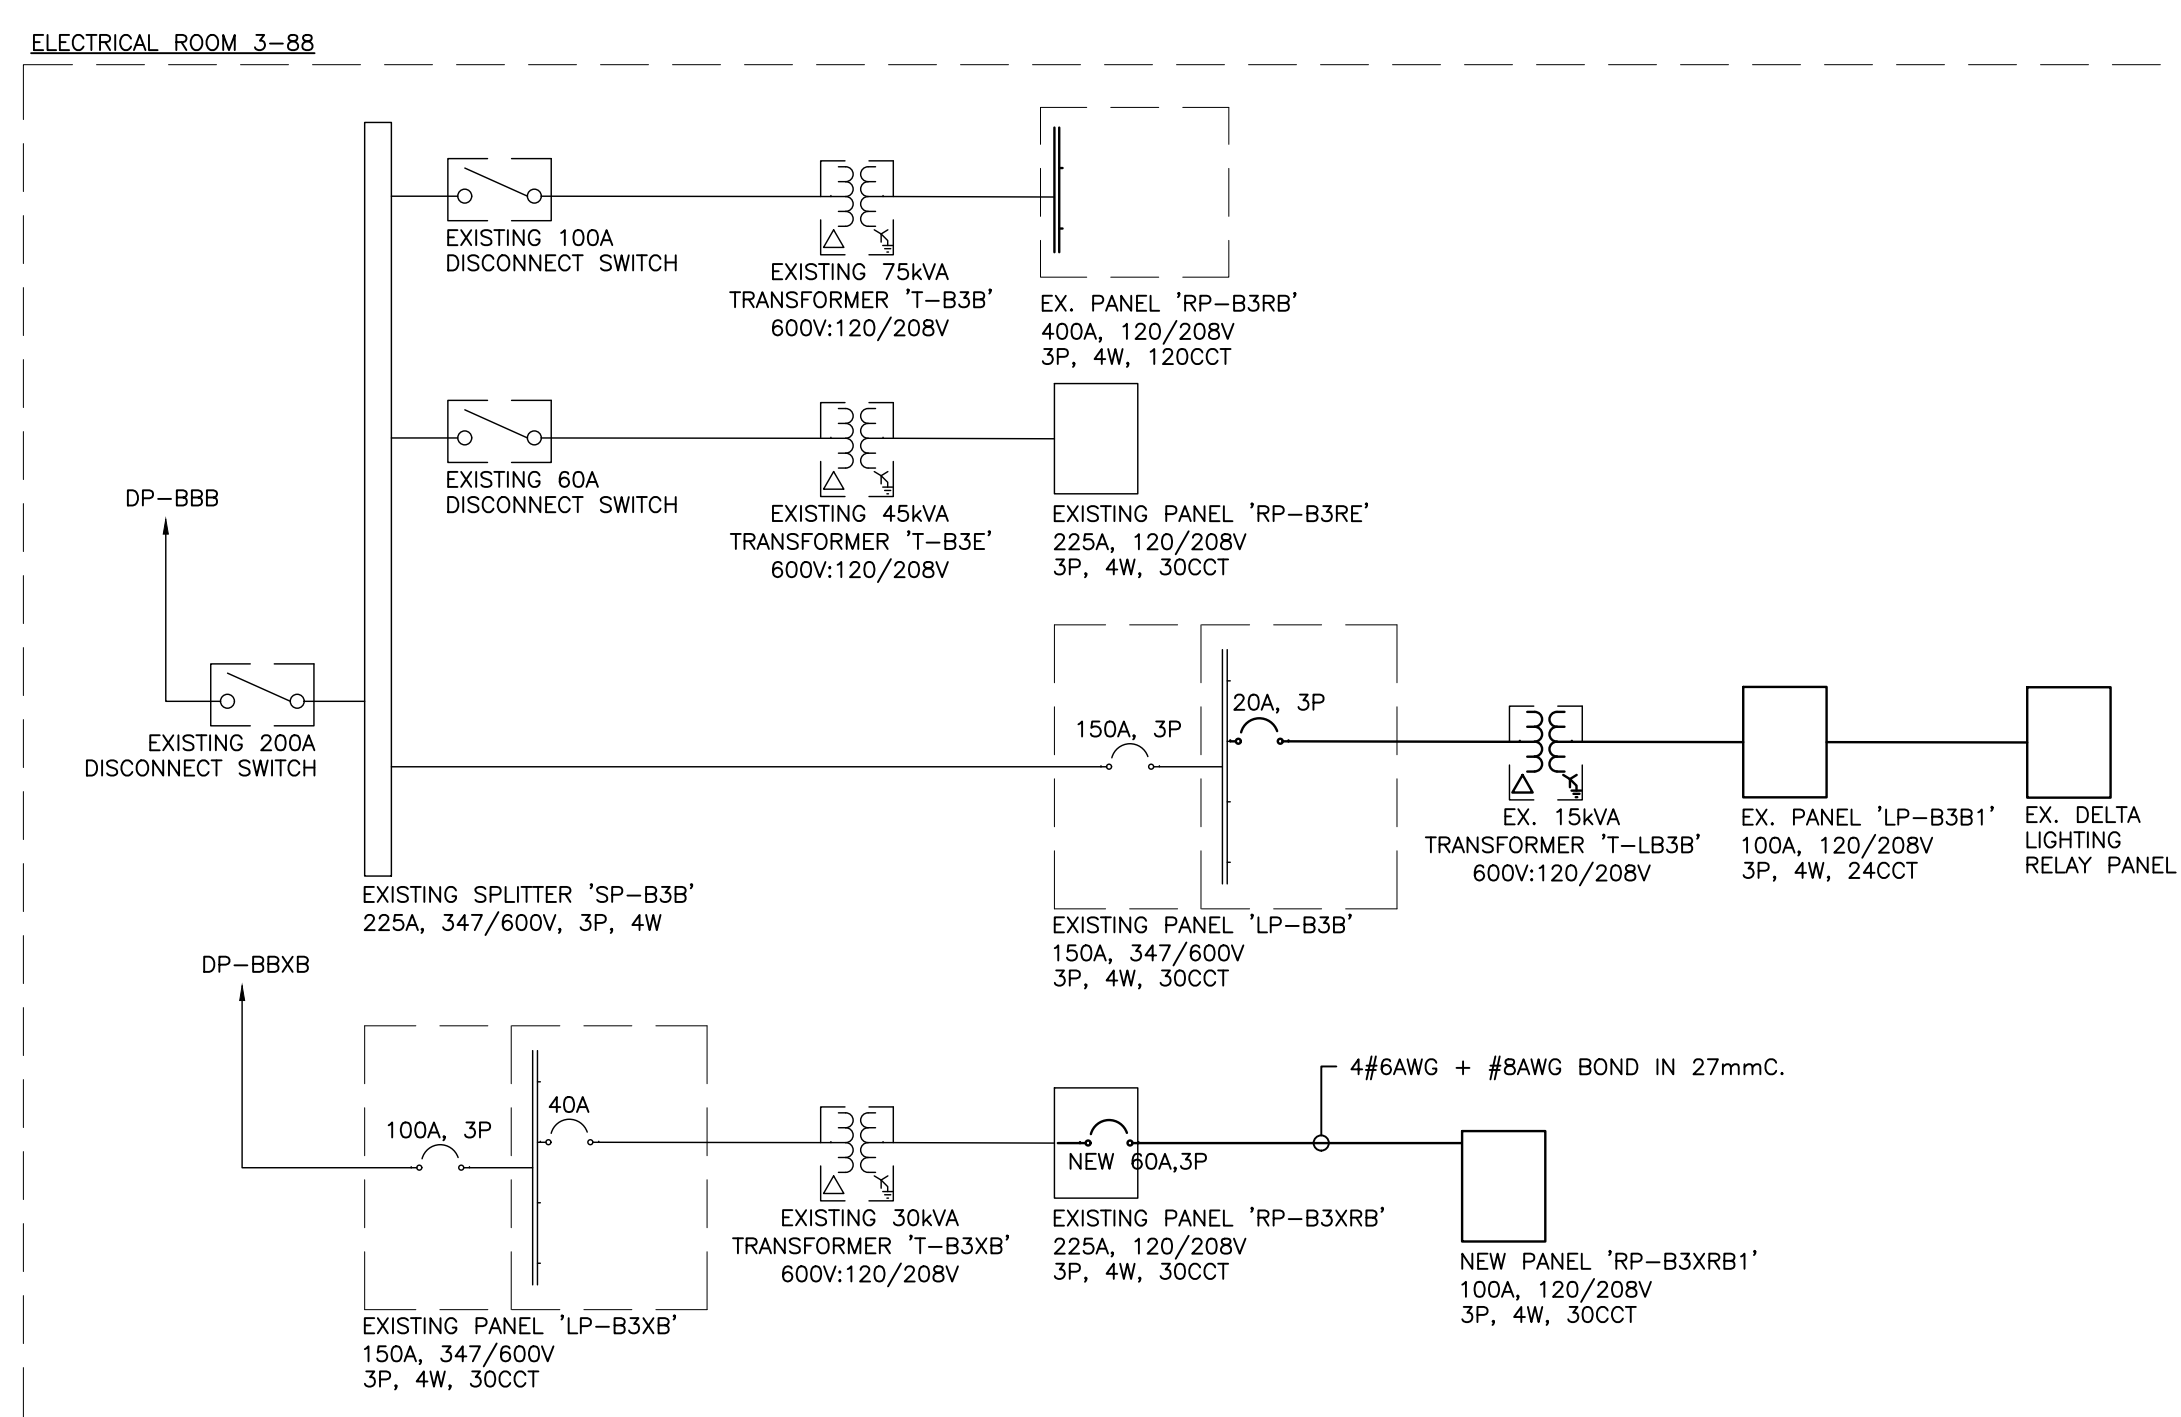 ELECTRICAL ROOM 3-88
EXISTING 100A
DISCONNECT SWITCH
EXISTING 75kVA
TRANSFORMER 'T-B3B'
600V:120/208V
EX. PANEL 'RP-B3RB'
400A, 120/208V
3P, 4W, 120CCT
EXISTING 60A
DISCONNECT SWITCH
EXISTING 45kVA
TRANSFORMER 'T-B3E'
600V:120/208V
EXISTING PANEL 'RP-B3RE'
225A, 120/208V
3P, 4W, 30CCT
DP-BBB
EXISTING 200A
DISCONNECT SWITCH
150A, 3P
20A, 3P
EX. 15kVA
TRANSFORMER 'T-LB3B'
600V:120/208V
EX. PANEL 'LP-B3B1'
100A, 120/208V
3P, 4W, 24CCT
EX. DELTA
LIGHTING
RELAY PANEL
EXISTING SPLITTER 'SP-B3B'
225A, 347/600V, 3P, 4W
EXISTING PANEL 'LP-B3B'
150A, 347/600V
3P, 4W, 30CCT
DP-BBXB
100A, 3P
40A
4#6AWG + #8AWG BOND IN 27mmC.
NEW 60A,3P
EXISTING 30kVA
TRANSFORMER 'T-B3XB'
600V:120/208V
EXISTING PANEL 'RP-B3XRB'
225A, 120/208V
3P, 4W, 30CCT
NEW PANEL 'RP-B3XRB1'
100A, 120/208V
3P, 4W, 30CCT
EXISTING PANEL 'LP-B3XB'
150A, 347/600V
3P, 4W, 30CCT